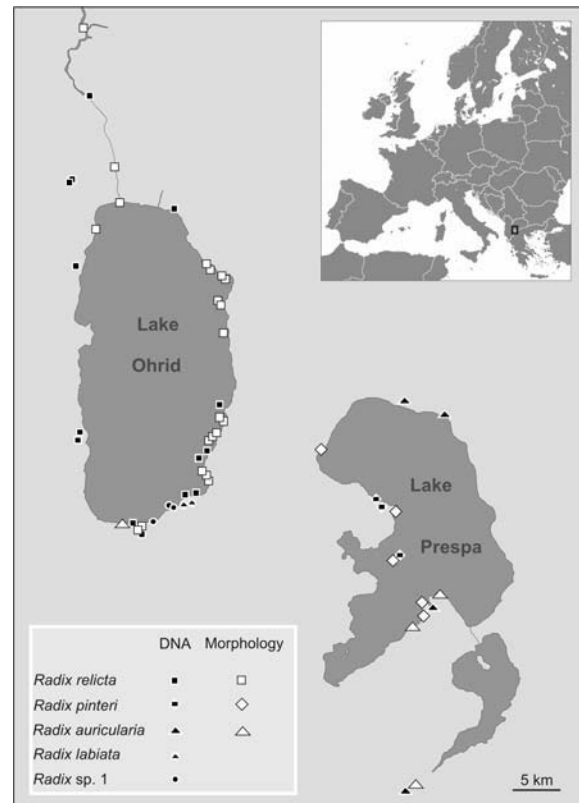 Lake
Ohrid
Lake
Prespa
DNA Morphology
Radix relicta
Radix pinteri
Radix auricularia
Radix labiata
Radix sp. 1
5 km